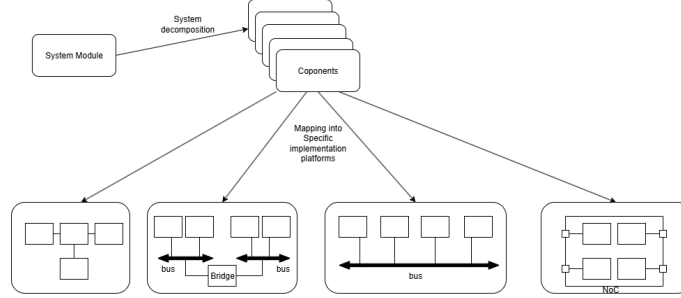 System
decomposition
System Module
Coponents
Mapping into
Specific
implementation
platforms
bus
Bridge
bus
bus
NoC